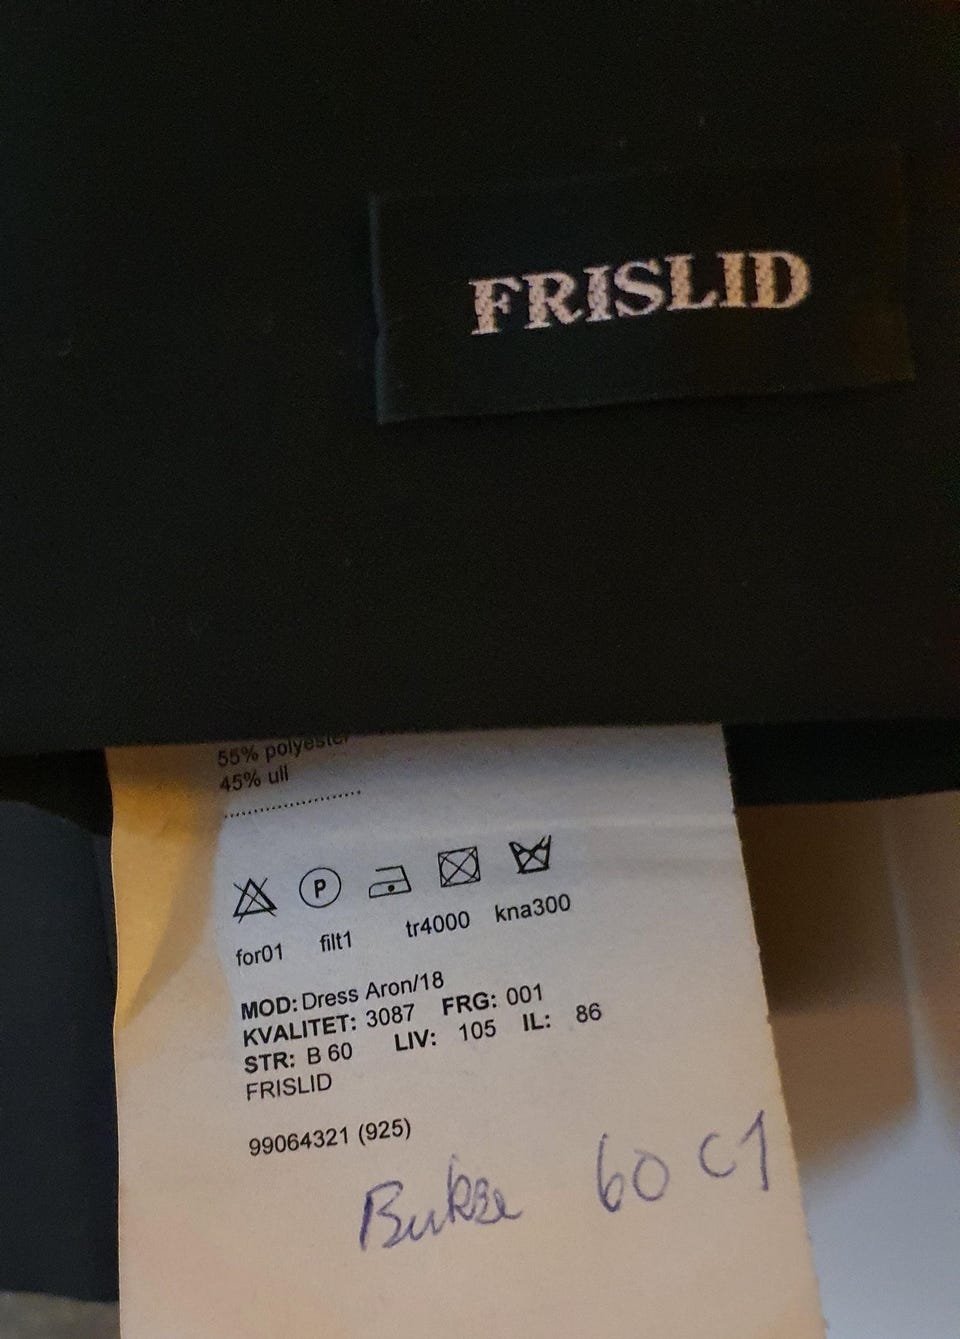 FRISLID
55% polyester
45% ull
P
for01 filt1 tr4000 kna300
MOD: Dress Aron/18
KVALITET: 3087 FRG: 001
STR: B 60 LIV: 105 IL: 86
FRISLID
99064321 (925)
Bukse 60 C1